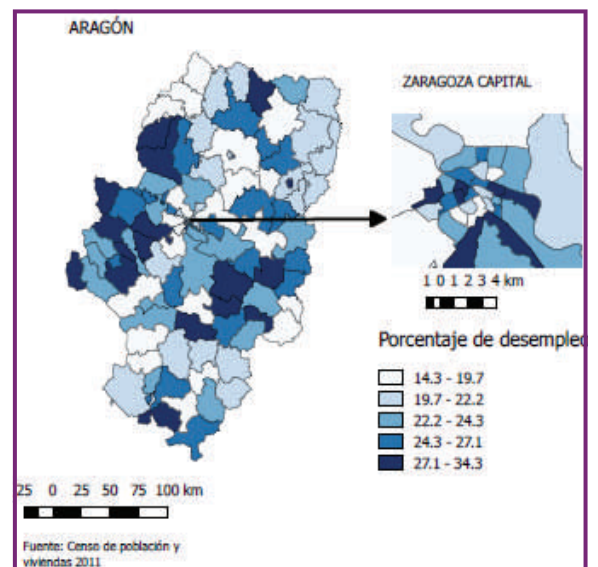 ARAGÓN
ZARAGOZA CAPITAL
1 0 1 2 3 4 km
Porcentaje de desempleo
14.3 - 19.7
19.7 - 22.2
22.2 - 24.3
24.3 - 27.1
27.1 - 34.3
25 0 25 50 75 100 km
Fuente: Censo de población y
viviendas 2011